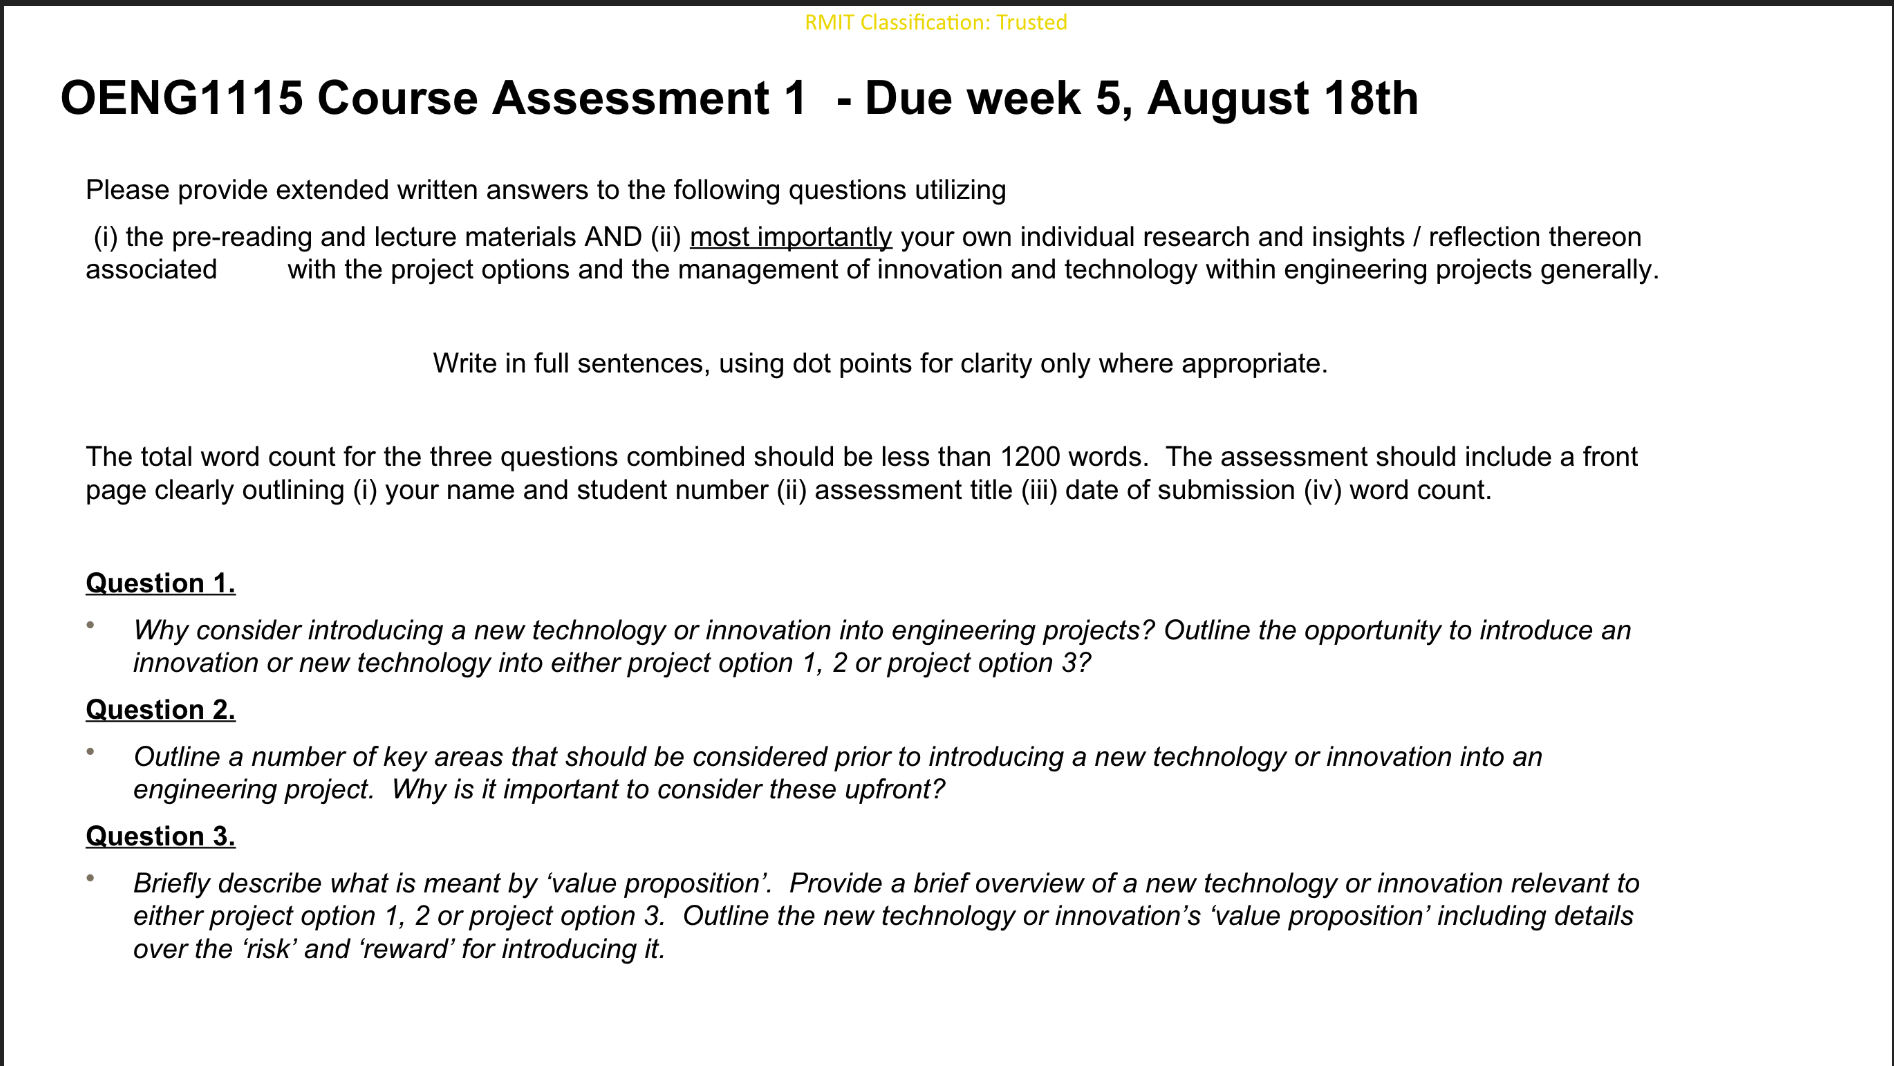 RMIT Classification: Trusted
OENG1115 Course Assessment 1 - Due week 5, August 18th
Please provide extended written answers to the following questions utilizing
(i) the pre-reading and lecture materials AND (ii) most importantly your own individual research and insights / reflection thereon
associated with the project options and the management of innovation and technology within engineering projects generally.
Write in full sentences, using dot points for clarity only where appropriate.
The total word count for the three questions combined should be less than 1200 words. The assessment should include a front
page clearly outlining (i) your name and student number (ii) assessment title (iii) date of submission (iv) word count.
Question 1.
• Why consider introducing a new technology or innovation into engineering projects? Outline the opportunity to introduce an
innovation or new technology into either project option 1, 2 or project option 3?
Question 2.
• Outline a number of key areas that should be considered prior to introducing a new technology or innovation into an
engineering project. Why is it important to consider these upfront?
Question 3.
• Briefly describe what is meant by ‘value proposition’. Provide a brief overview of a new technology or innovation relevant to
either project option 1, 2 or project option 3. Outline the new technology or innovation’s ‘value proposition’ including details
over the ‘risk’ and ‘reward’ for introducing it.